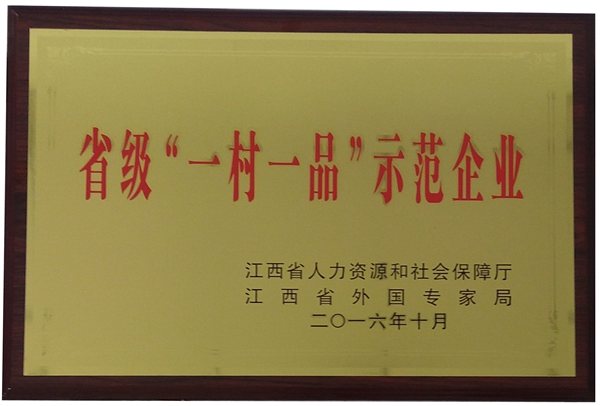 省级“一村一品”示范企业
江西省人力资源和社会保障厅
江西省外国专家局
二〇一六年十月